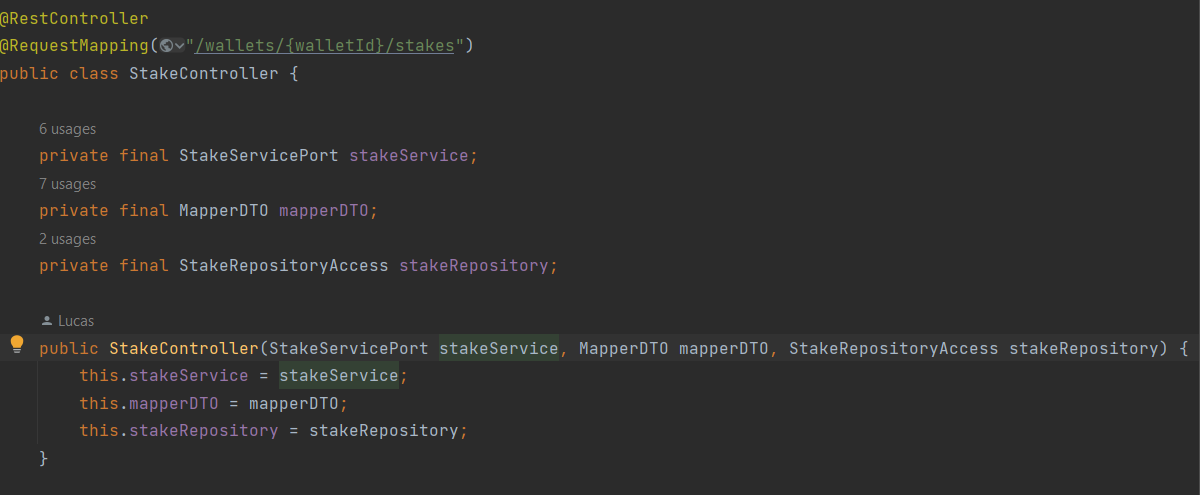 @RestController
@RequestMapping("/wallets/{walletId}/stakes")
public class StakeController {
6 usages
private final StakeServicePort stakeService;
7 usages
private final MapperDTO mapperDTO;
2 usages
private final StakeRepositoryAccess stakeRepository;
Lucas
public StakeController(StakeServicePort stakeService, MapperDTO mapperDTO, StakeRepositoryAccess stakeRepository) {
this.stakeService = stakeService;
this.mapperDTO = mapperDTO;
this.stakeRepository = stakeRepository;
}